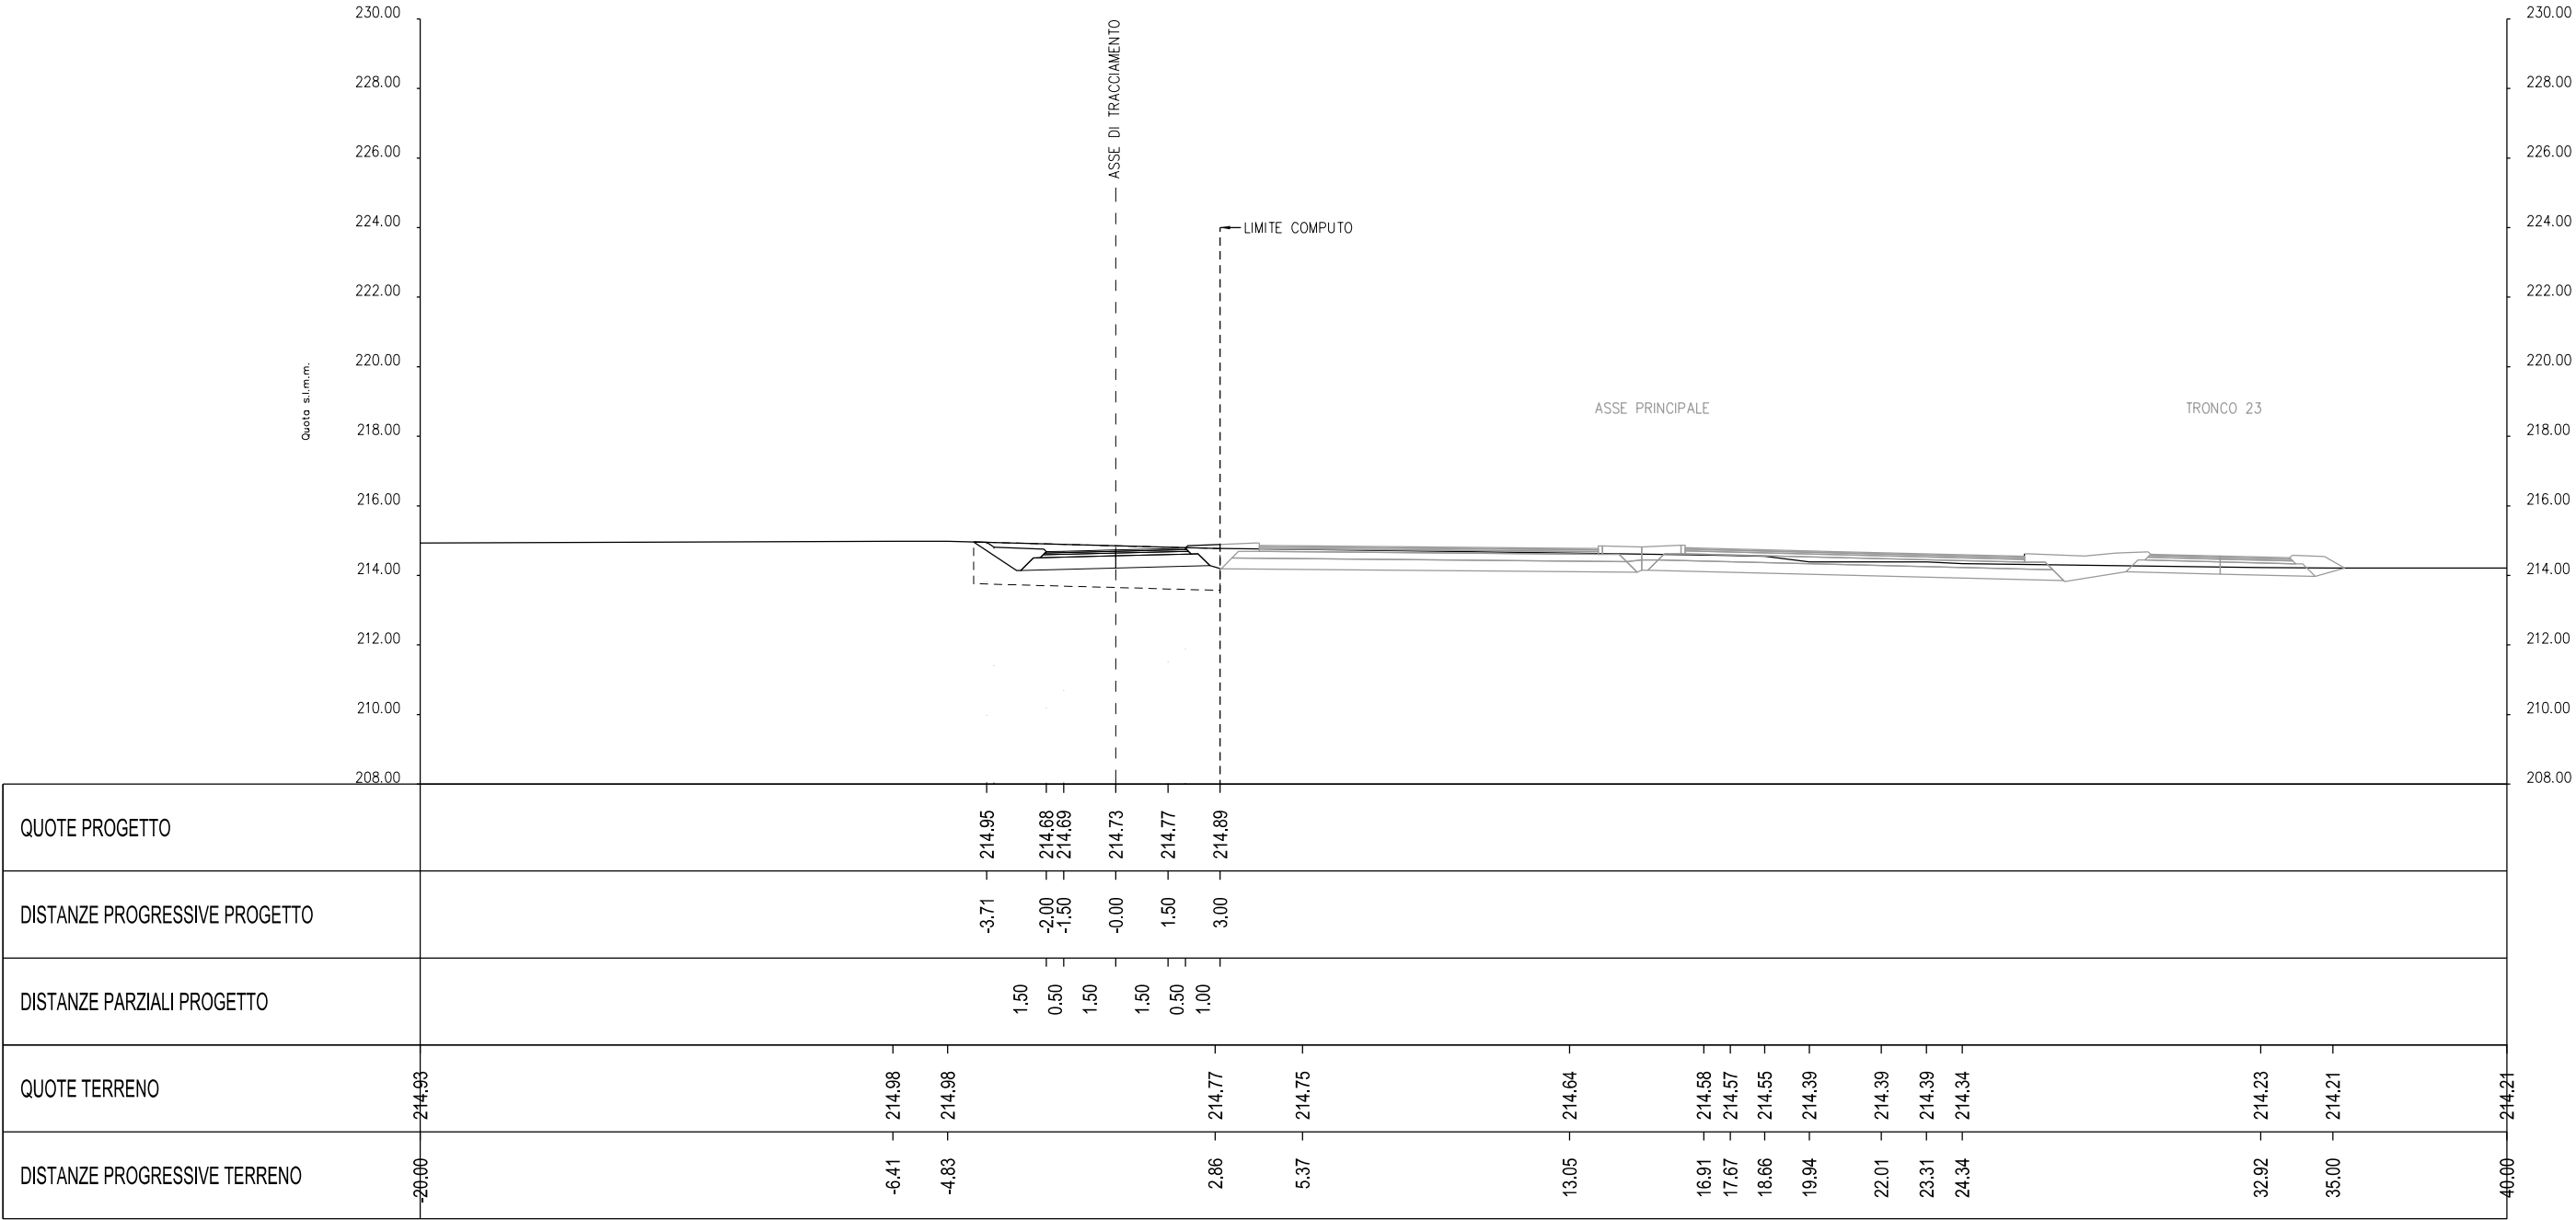 230.00 230.00
228.00 228.00
226.00 226.00
224.00 224.00
222.00 222.00
220.00 220.00
218.00 218.00
216.00 216.00
214.00 214.00
212.00 212.00
210.00 210.00
208.00 208.00
Quota s.l.m.m.
ASSE DI TRACCIAMENTO
LIMITE COMPUTO
ASSE PRINCIPALE
TRONCO 23
QUOTE PROGETTO 214.95 214.68 214.69 214.73 214.77 214.89
DISTANZE PROGRESSIVE PROGETTO -3.71 -2.00 -1.50 -0.00 1.50 3.00
DISTANZE PARZIALI PROGETTO 1.50 0.50 1.50 1.50 0.50 1.00
QUOTE TERRENO 214.93 214.98 214.98 214.77 214.75 214.64 214.58 214.57 214.55 214.39 214.39 214.39 214.34 214.23 214.21 214.21
DISTANZE PROGRESSIVE TERRENO -20.00 -6.41 -4.83 2.86 5.37 13.05 16.91 17.67 18.66 19.94 22.01 23.31 24.34 32.92 35.00 40.00